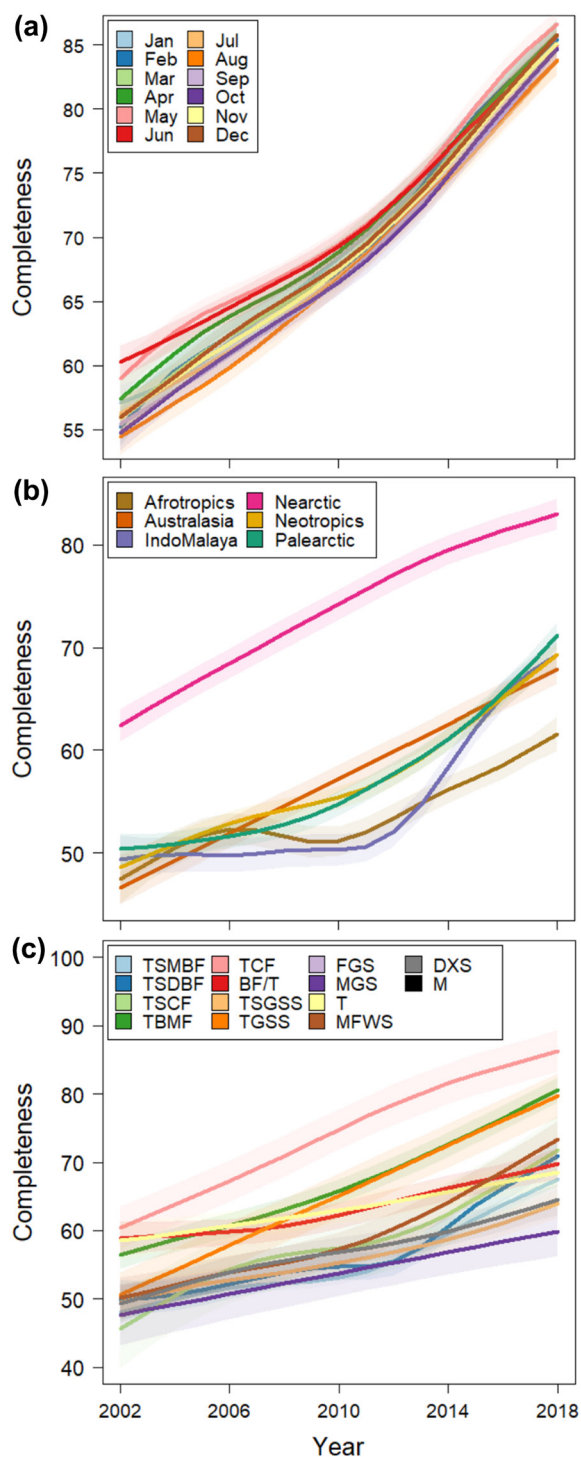 (a)
Jan Jul
Feb Aug
Mar Sep
Apr Oct
May Nov
Jun Dec
85
80
75
70
65
60
55
Completeness
(b)
Afrotropics Nearctic
Australasia Neotropics
IndoMalaya Palearctic
80
70
60
50
Completeness
(c)
TSMBF TCF FGS DXS
TSDBF BF/T MGS M
TSCF TSGSS T
TBMF TGSS MFWS
100
90
80
70
60
50
40
Completeness
2002 2006 2010 2014 2018
Year